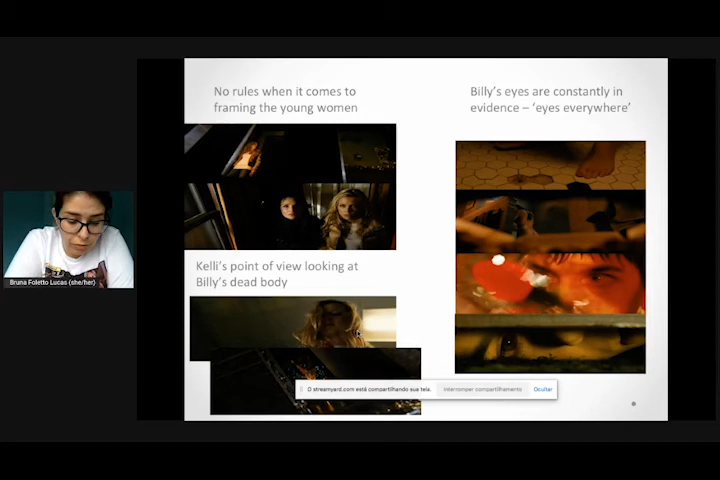 No rules when it comes to
framing the young women
Billy's eyes are constantly in
evidence – 'eyes everywhere'
Kelli's point of view looking at
Billy's dead body
Bruna Foletto Lucas (she/her)
O streamyard.com está compartilhando sua tela.
Interromper compartilhamento
Ocultar